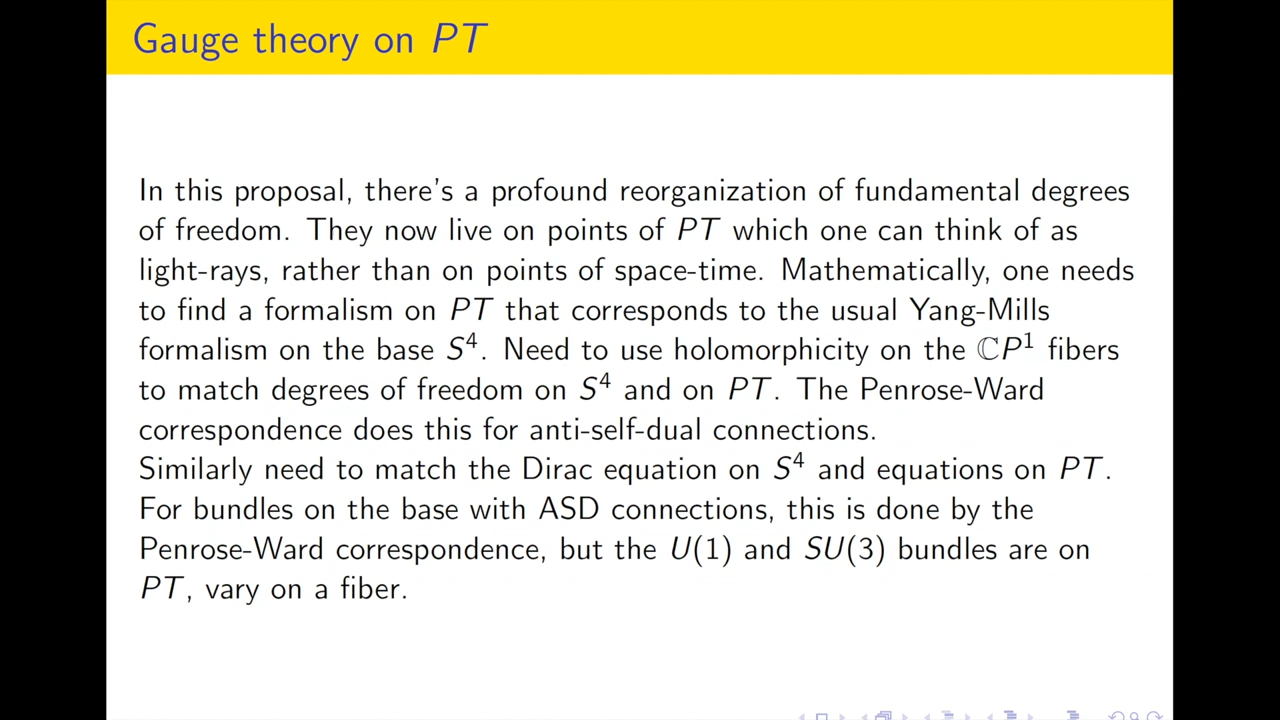 Gauge theory on PT
In this proposal, there's a profound reorganization of fundamental degrees
of freedom. They now live on points of PT which one can think of as
light-rays, rather than on points of space-time. Mathematically, one needs
to find a formalism on PT that corresponds to the usual Yang-Mills
formalism on the base S⁴. Need to use holomorphicity on the ℂP¹ fibers
to match degrees of freedom on S⁴ and on PT. The Penrose-Ward
correspondence does this for anti-self-dual connections.
Similarly need to match the Dirac equation on S⁴ and equations on PT.
For bundles on the base with ASD connections, this is done by the
Penrose-Ward correspondence, but the U(1) and SU(3) bundles are on
PT, vary on a fiber.